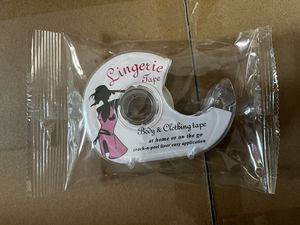 Lingerie
Tape
Body & Clothing tape
at home or on the go
crack-n-peel liner easy application